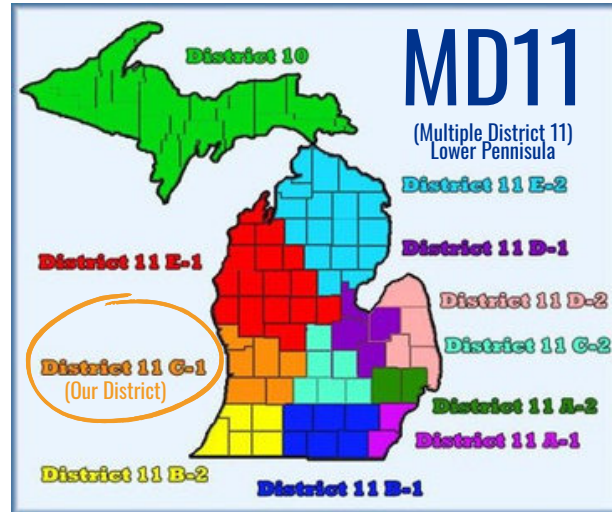 District 10
MD11
(Multiple District 11)
Lower Pennisula
District 11 E-2
District 11 D-1
District 11 E-1
District 11 D-2
District 11 C-2
District 11 C-1
(Our District)
District 11 A-2
District 11 A-1
District 11 B-2
District 11 B-1